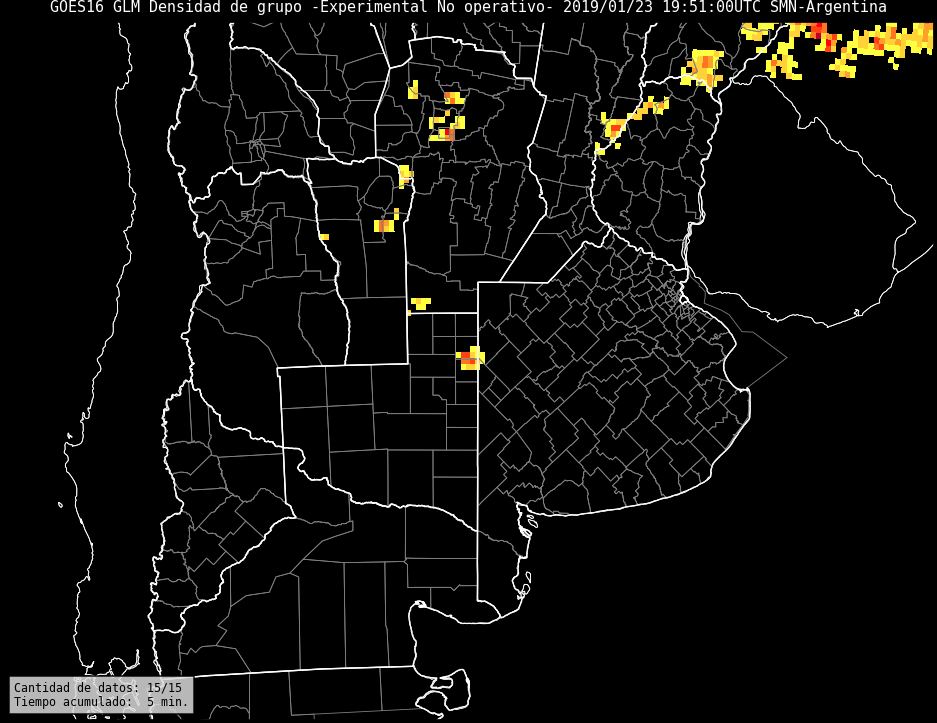 GOES16 GLM Densidad de grupo -Experimental No operativo- 2019/01/23 19:51:00UTC SMN-Argentina
Cantidad de datos: 15/15
Tiempo acumulado:  5 min.